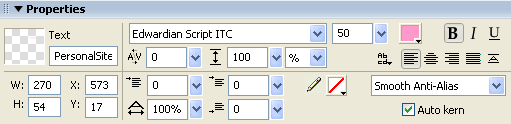 Properties
Text
PersonalSite
Edwardian Script ITC
50
B I U
A|V 0
100
%
Ab
W: 270 X: 573
H: 54 Y: 17
0
0
100%
0
Smooth Anti-Alias
Auto kern